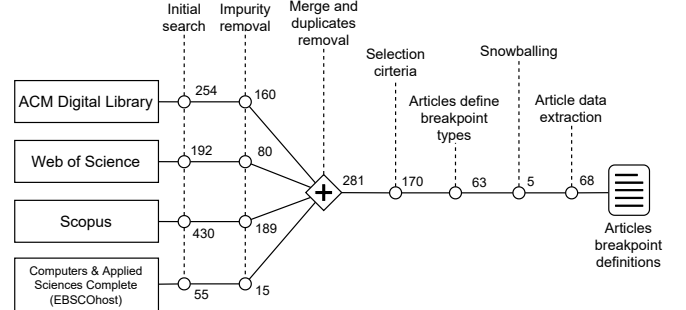 Initial
search
Impurity
removal
Merge and
duplicates
removal
Selection
cirteria
Articles define
breakpoint
types
Snowballing
Article data
extraction
ACM Digital Library
254
160
Web of Science
192
80
Scopus
430
189
Computers & Applied
Sciences Complete
(EBSCOhost)
55
15
281
170
63
5
68
Articles
breakpoint
definitions